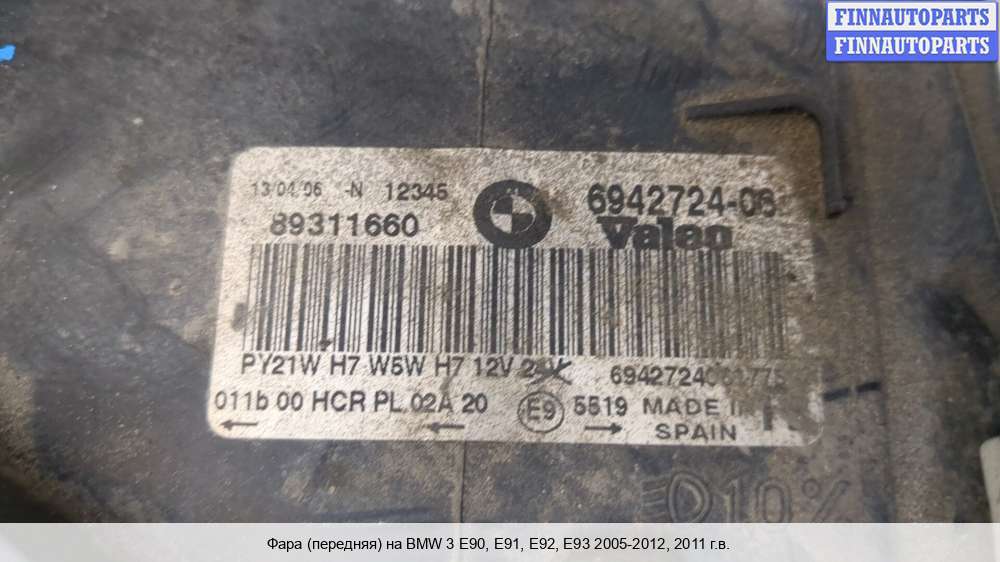 FINNAUTOPARTS
FINNAUTOPARTS
13/04/06 -N 12345
6942724-06
89311660
Valeo
PY21W H7 W5W H7 12V 24V
011b 00 HCR PL 02A 20 E9 5519 MADE IN
SPAIN
10%
Фара (передняя) на BMW 3 E90, E91, E92, E93 2005-2012, 2011 г.в.